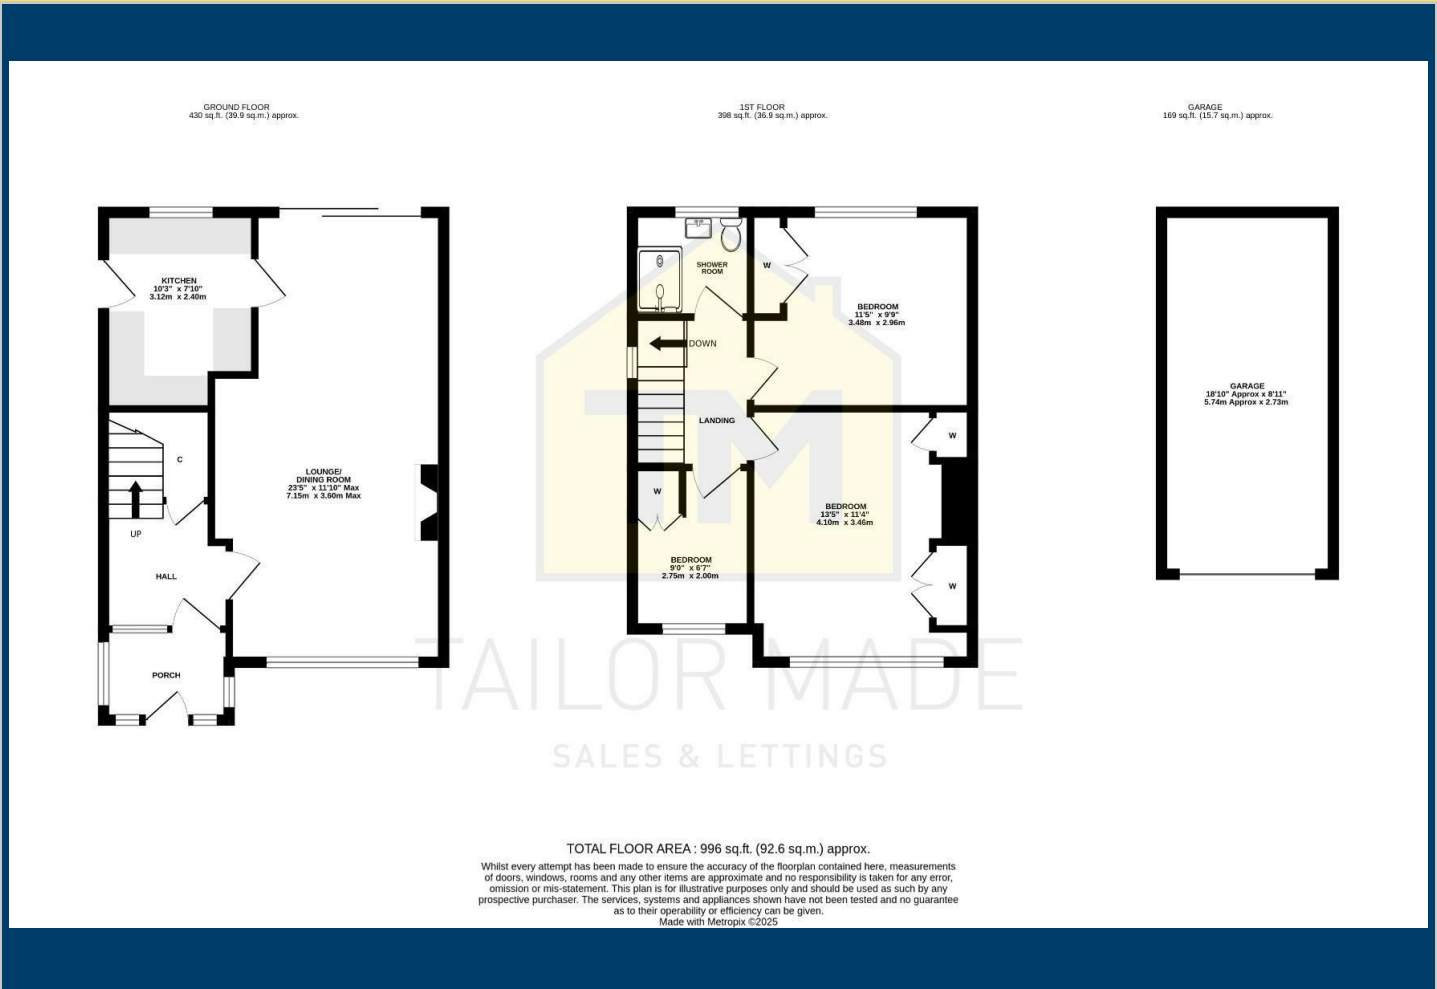 GROUND FLOOR
430 sq.ft. (39.9 sq.m.) approx.
1ST FLOOR
398 sq.ft. (36.9 sq.m.) approx.
GARAGE
169 sq.ft. (15.7 sq.m.) approx.
KITCHEN
10'3" x 7'10"
3.12m x 2.40m
C
UP
HALL
PORCH
LOUNGE/
DINING ROOM
23'5" x 11'10" Max
7.15m x 3.60m Max
SHOWER
ROOM
W
BEDROOM
11'5" x 9'9"
3.48m x 2.96m
DOWN
LANDING
W
W
BEDROOM
13'5" x 11'4"
4.10m x 3.46m
BEDROOM
9'0" x 6'7"
2.75m x 2.00m
W
GARAGE
18'10" Approx x 8'11"
5.74m Approx x 2.73m
TM
TAILOR MADE
SALES & LETTINGS
TOTAL FLOOR AREA : 996 sq.ft. (92.6 sq.m.) approx.
Whilst every attempt has been made to ensure the accuracy of the floorplan contained here, measurements
of doors, windows, rooms and any other items are approximate and no responsibility is taken for any error,
omission or mis-statement. This plan is for illustrative purposes only and should be used as such by any
prospective purchaser. The services, systems and appliances shown have not been tested and no guarantee
as to their operability or efficiency can be given.
Made with Metropix ©2025